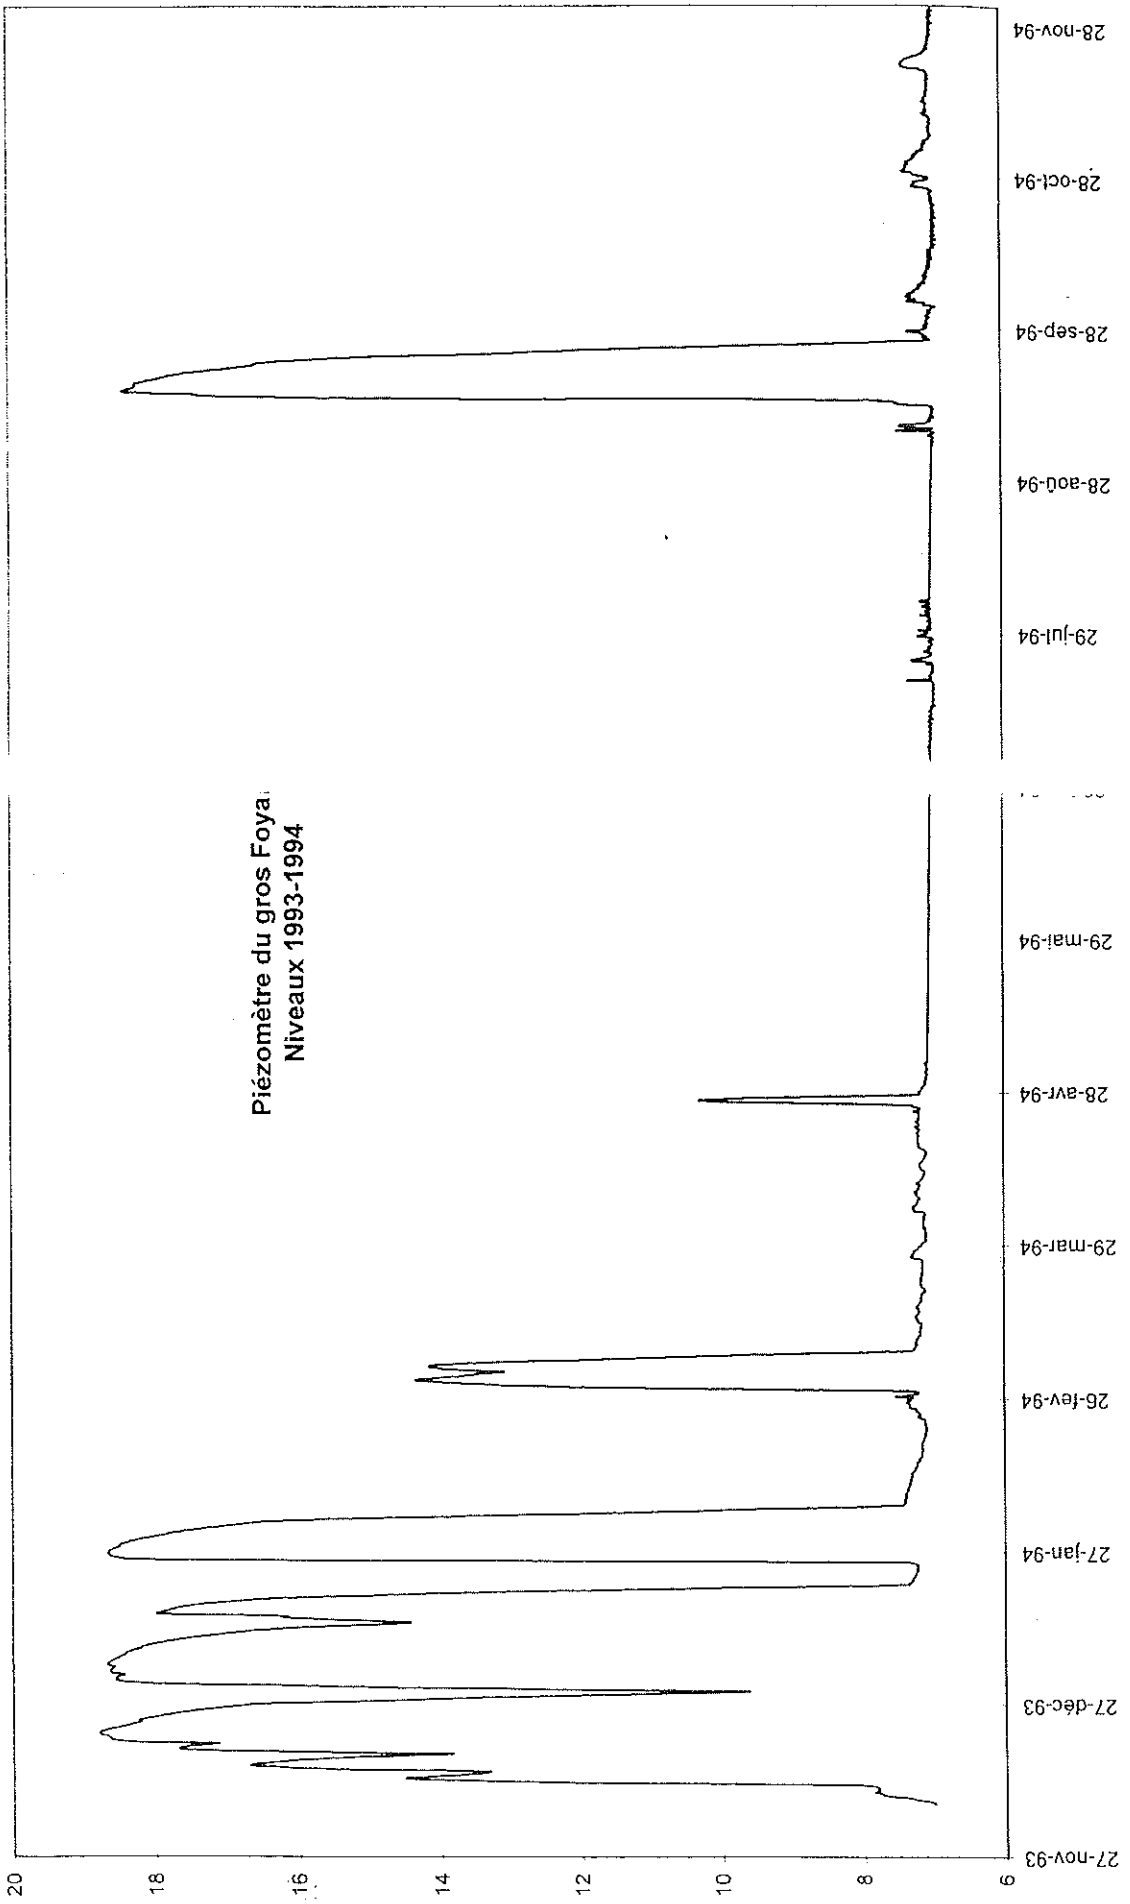 Piézomètre du gros Foya
Niveaux 1993-1994
20
18
16
14
12
10
8
6
27-nov-93
27-déc-93
27-jan-94
26-fev-94
29-mar-94
28-avr-94
29-mai-94
29-jul-94
28-aoû-94
28-sep-94
28-oct-94
28-nov-94